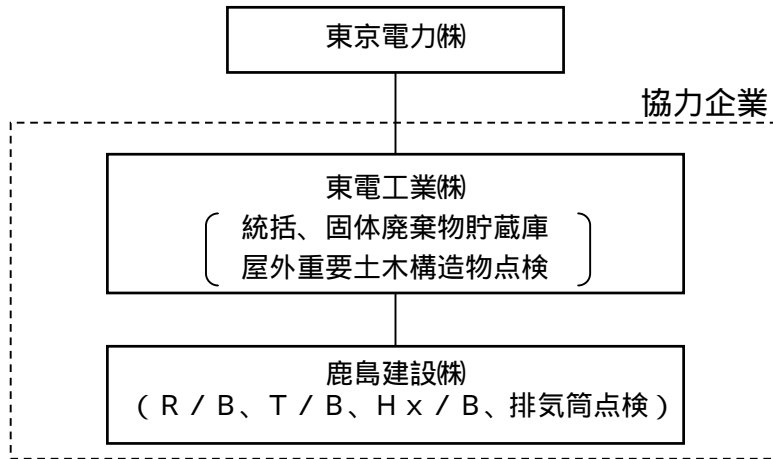 東京電力㈱
協力企業
東電工業㈱
統括、固体廃棄物貯蔵庫
屋外重要土木構造物点検
鹿島建設㈱
（Ｒ／Ｂ、Ｔ／Ｂ、Ｈｘ／Ｂ、排気筒点検）